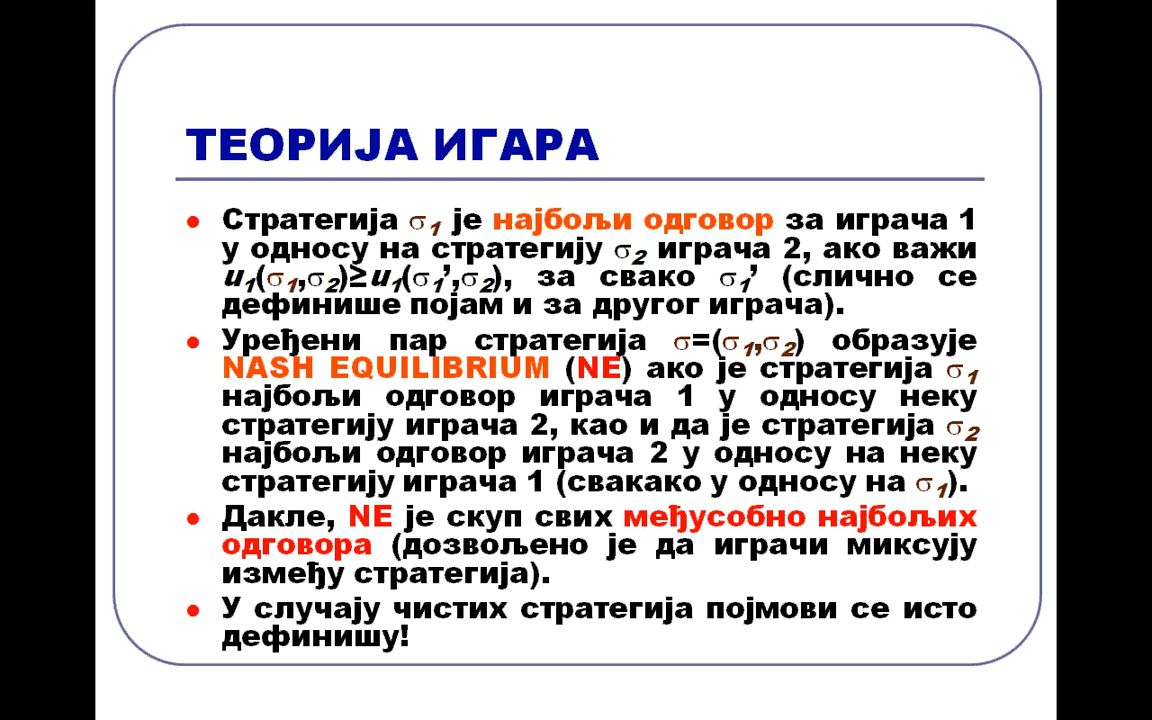 ТЕОРИЈА ИГАРА
• Стратегија σ₁ је најбољи одговор за играча 1
у односу на стратегију σ₂ играча 2, ако важи
u₁(σ₁,σ₂)≥u₁(σ₁’,σ₂), за свако σ₁’ (слично се
дефинише појам и за другог играча).
• Уређени пар стратегија σ=(σ₁,σ₂) образује
NASH EQUILIBRIUM (NE) ако је стратегија σ₁
најбољи одговор играча 1 у односу неку
стратегију играча 2, као и да је стратегија σ₂
најбољи одговор играча 2 у односу на неку
стратегију играча 1 (свакако у односу на σ₁).
• Дакле, NE је скуп свих међусобно најбољих
одговора (дозвољено је да играчи миксују
између стратегија).
• У случају чистих стратегија појмови се исто
дефинишу!